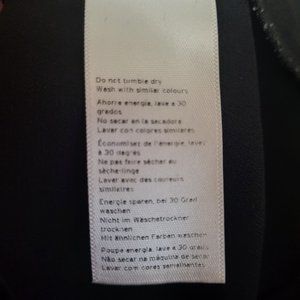 Do not tumble dry
Wash with similar colours
Ahorre energía, lave a 30
grados
No secar en la secadora
Lavar con colores similares
Économisez de l'énergie, lavez
à 30 degrés
Ne pas faire sécher au
sèche-linge
Laver avec des couleurs
similaires
Energie sparen, bei 30 Grad
waschen
Nicht im Wäschetrockner
trocknen
Mit ähnlichen Farben waschen
Poupe energia, lave a 30 graus
Não secar na máquina de secar
Lavar com cores semelhantes